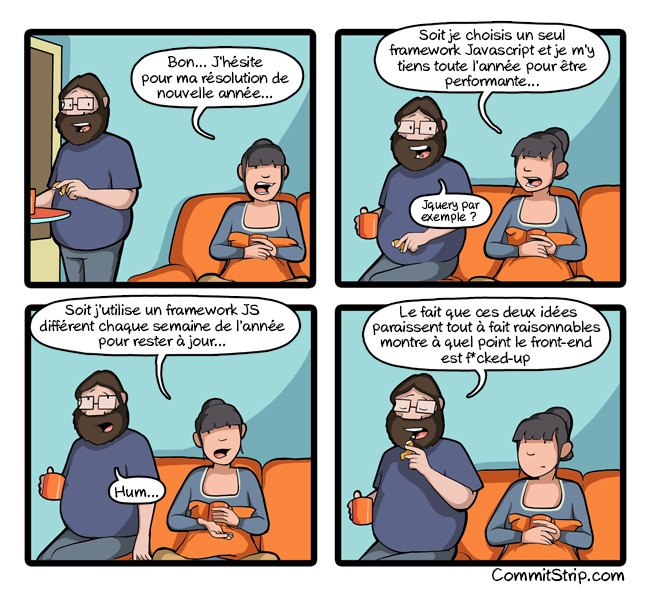 Bon... J'hésite
pour ma résolution de
nouvelle année...
Soit je choisis un seul
framework Javascript et je m'y
tiens toute l'année pour être
performante...
Jquery par
exemple ?
Soit j'utilise un framework JS
différent chaque semaine de l'année
pour rester à jour...
Hum...
Le fait que ces deux idées
paraissent tout à fait raisonnables
montre à quel point le front-end
est f*cked-up
CommitStrip.com